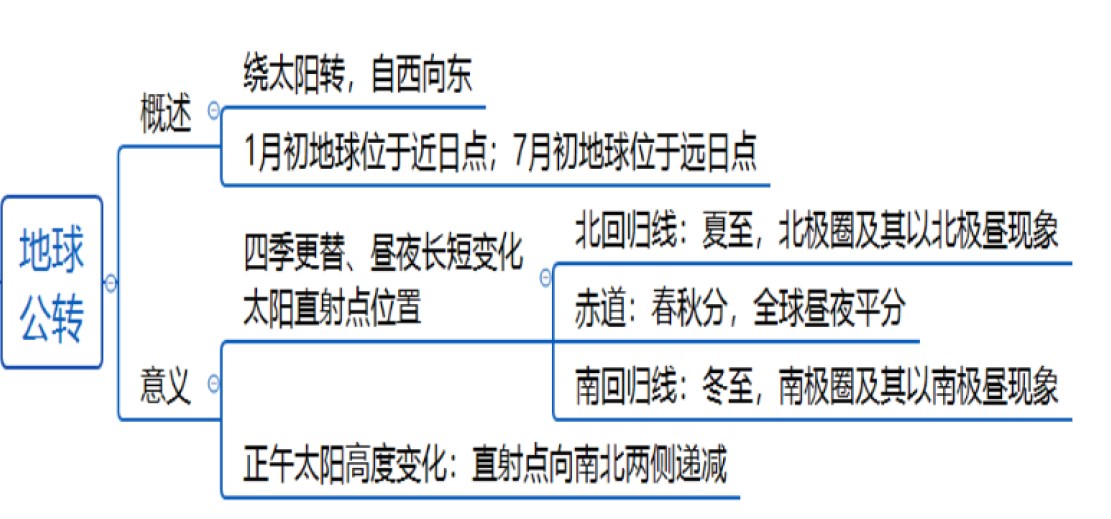 地球
公转
概述
绕太阳转，自西向东
1月初地球位于近日点；7月初地球位于远日点
意义
四季更替、昼夜长短变化
太阳直射点位置
北回归线：夏至，北极圈及其以北极昼现象
赤道：春秋分，全球昼夜平分
南回归线：冬至，南极圈及其以南极昼现象
正午太阳高度变化：直射点向南北两侧递减